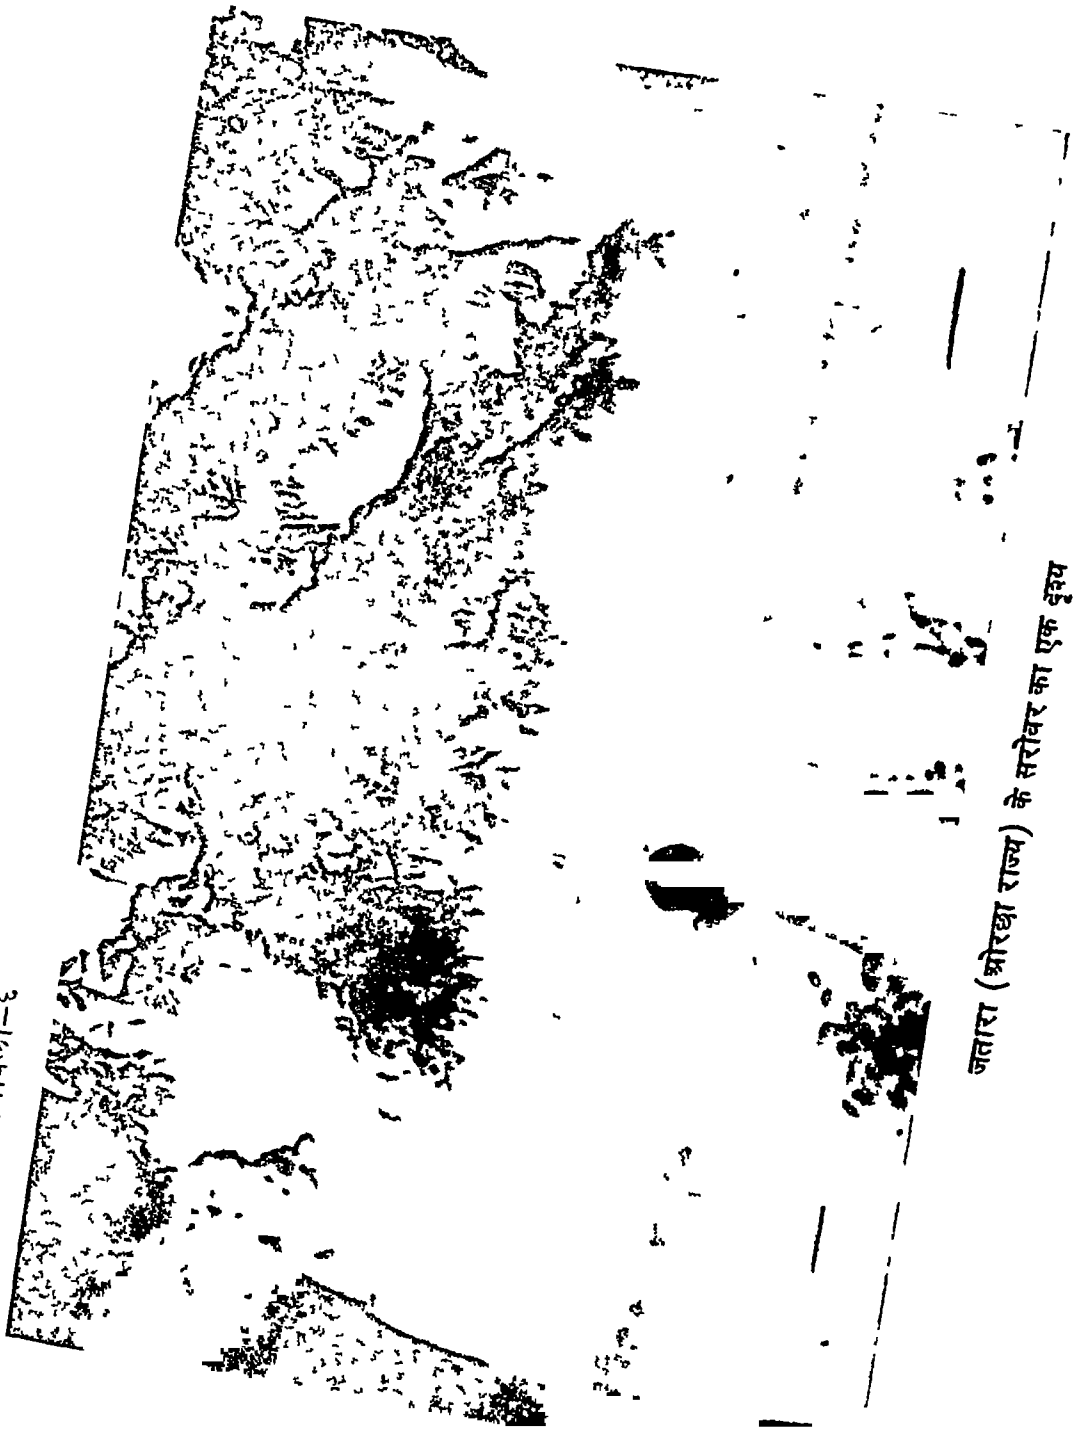 जतारा (ओरछा राज्य) के सरोवर का एक दृश्य